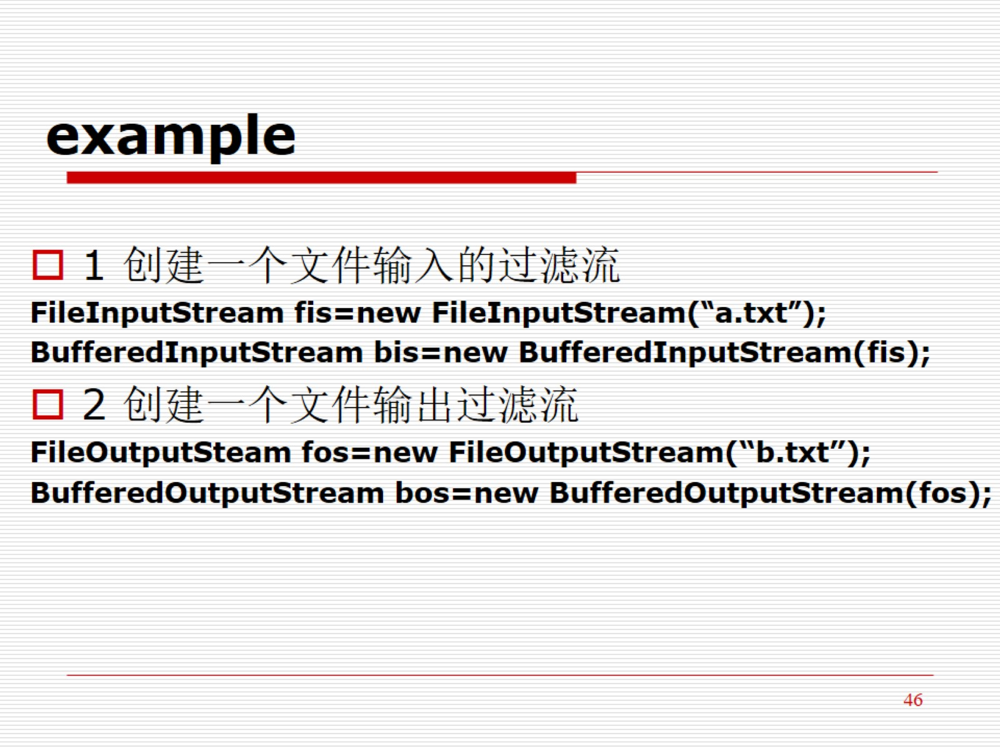 example
1 创建一个文件输入的过滤流
FileInputStream fis=new FileInputStream(“a.txt”);
BufferedInputStream bis=new BufferedInputStream(fis);
2 创建一个文件输出过滤流
FileOutputSteam fos=new FileOutputStream(“b.txt”);
BufferedOutputStream bos=new BufferedOutputStream(fos);
46